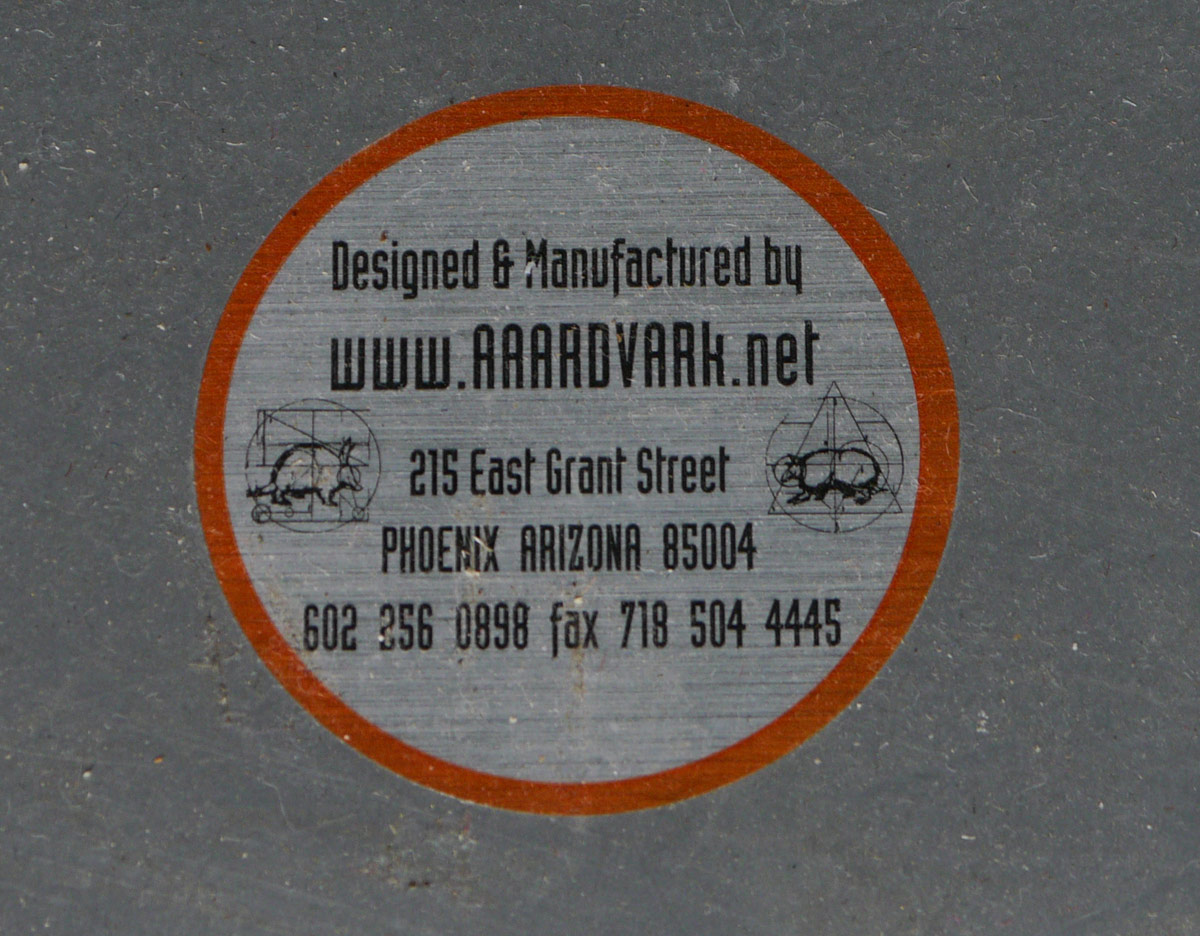 Designed & Manufactured by
www.AAARDVARk.net
215 East Grant Street
PHOENIX ARIZONA 85004
602 256 0898 fax 718 504 4445